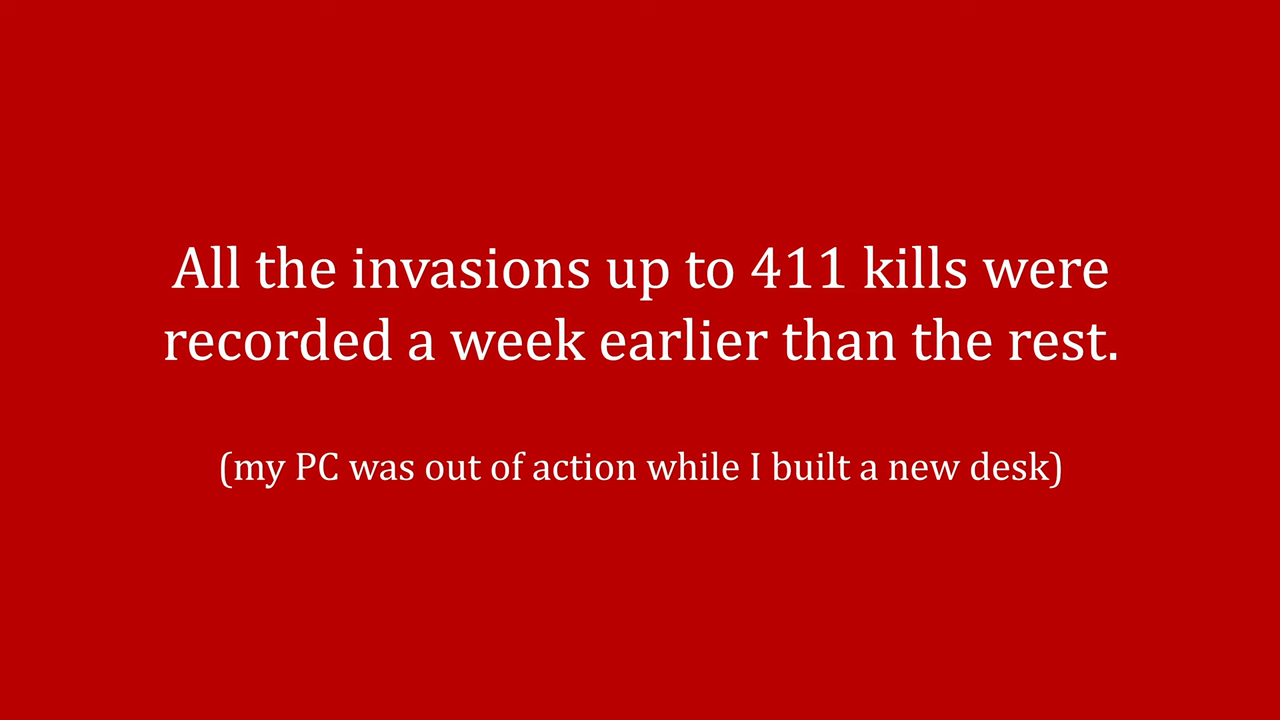 All the invasions up to 411 kills were
recorded a week earlier than the rest.
(my PC was out of action while I built a new desk)